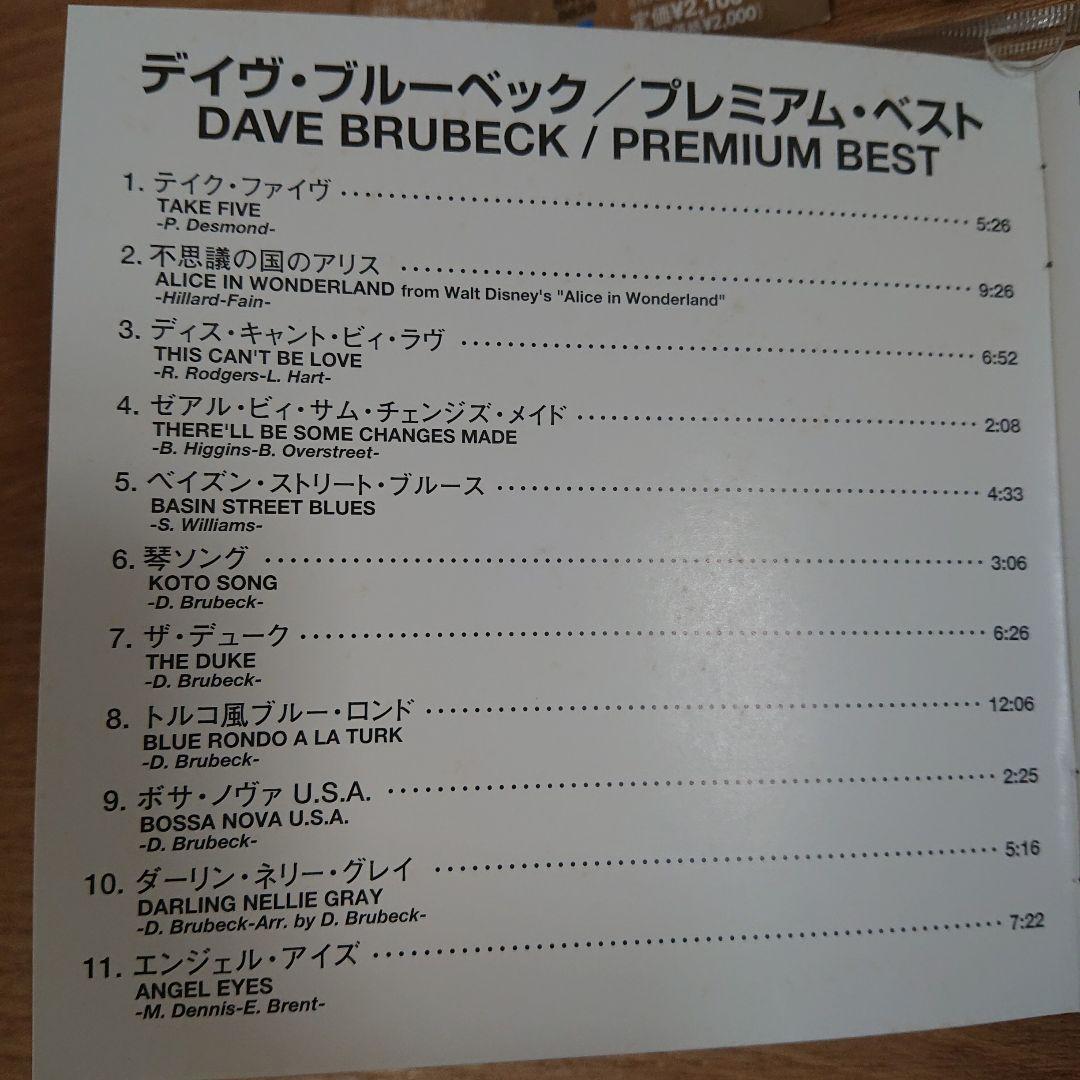 定価¥2,100
価格¥2,000)
デイヴ・ブルーベック／プレミアム・ベスト
DAVE BRUBECK / PREMIUM BEST
1. テイク・ファイヴ 5:26
TAKE FIVE
-P. Desmond-
2. 不思議の国のアリス 9:26
ALICE IN WONDERLAND from Walt Disney's "Alice in Wonderland"
-Hillard-Fain-
3. ディス・キャント・ビィ・ラヴ 6:52
THIS CAN'T BE LOVE
-R. Rodgers-L. Hart-
4. ゼアル・ビィ・サム・チェンジズ・メイド 2:08
THERE'LL BE SOME CHANGES MADE
-B. Higgins-B. Overstreet-
5. ベイズン・ストリート・ブルース 4:33
BASIN STREET BLUES
-S. Williams-
6. 琴ソング 3:06
KOTO SONG
-D. Brubeck-
7. ザ・デューク 6:26
THE DUKE
-D. Brubeck-
8. トルコ風ブルー・ロンド 12:06
BLUE RONDO A LA TURK
-D. Brubeck-
9. ボサ・ノヴァ U.S.A. 2:25
BOSSA NOVA U.S.A.
-D. Brubeck-
10. ダーリン・ネリー・グレイ 5:16
DARLING NELLIE GRAY
-D. Brubeck-Arr. by D. Brubeck-
11. エンジェル・アイズ 7:22
ANGEL EYES
-M. Dennis-E. Brent-